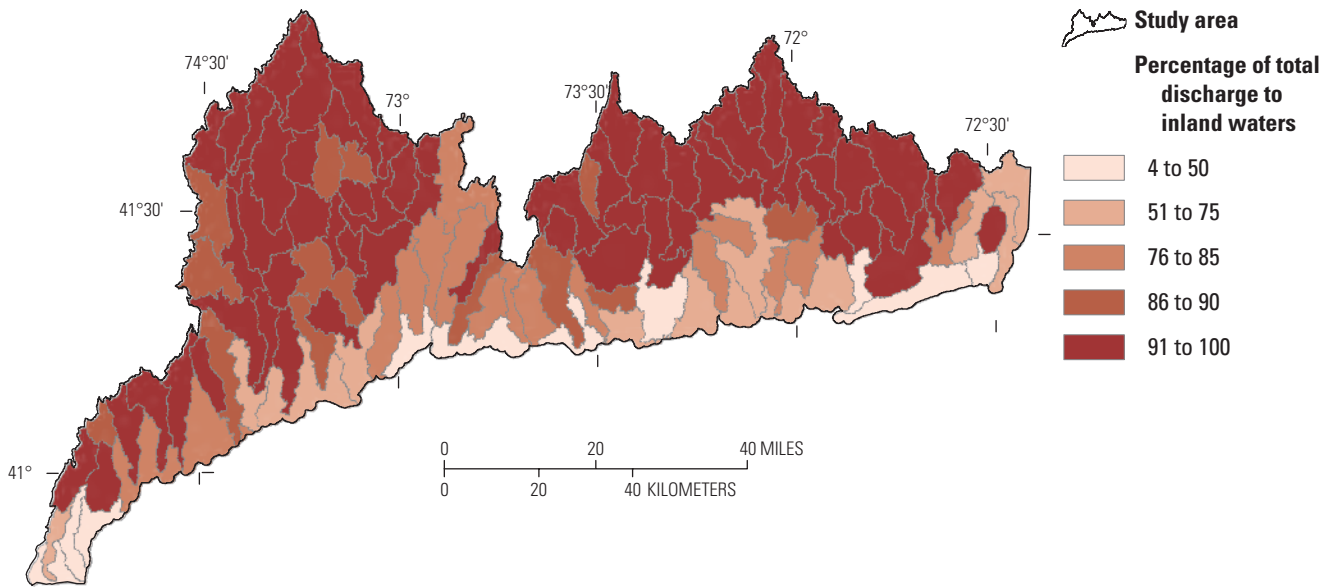 74°30'
73°
73°30'
72°
72°30'
41°30'
41°
0 20 40 MILES
0 20 40 KILOMETERS
Study area
Percentage of total
discharge to
inland waters
4 to 50
51 to 75
76 to 85
86 to 90
91 to 100